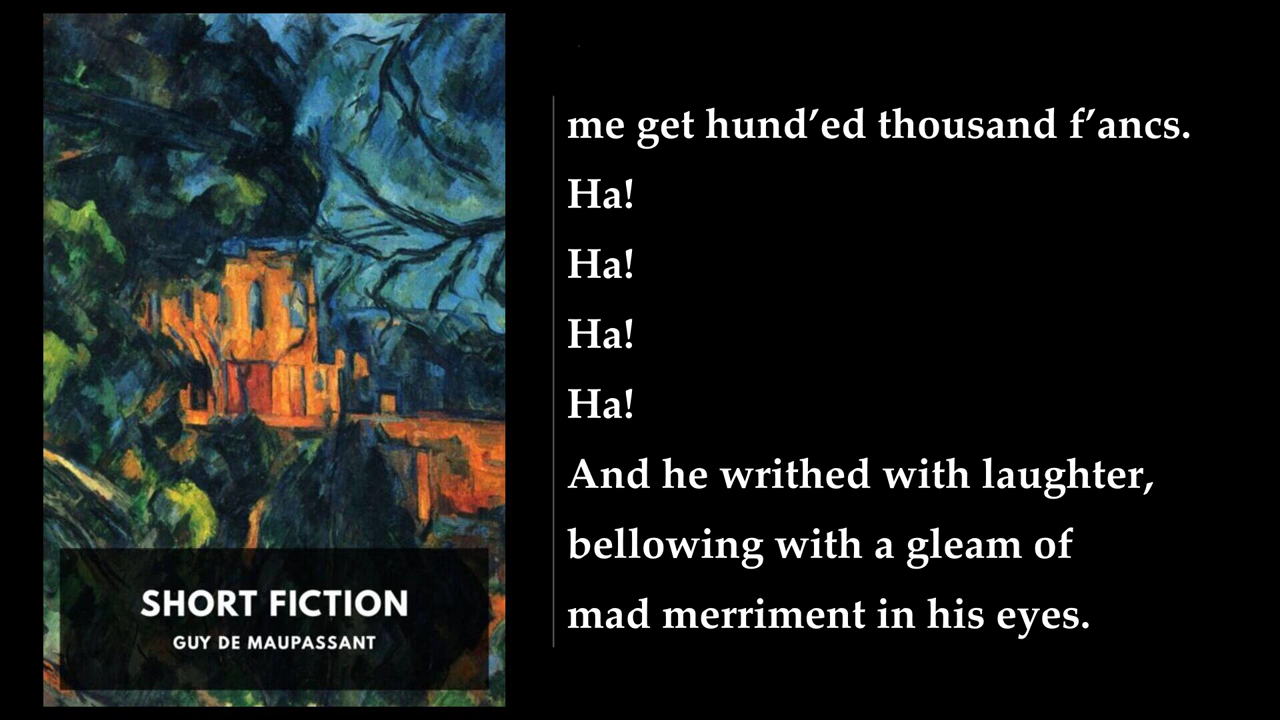 SHORT FICTION
GUY DE MAUPASSANT
me get hund’ed thousand f’ancs.
Ha!
Ha!
Ha!
Ha!
And he writhed with laughter,
bellowing with a gleam of
mad merriment in his eyes.